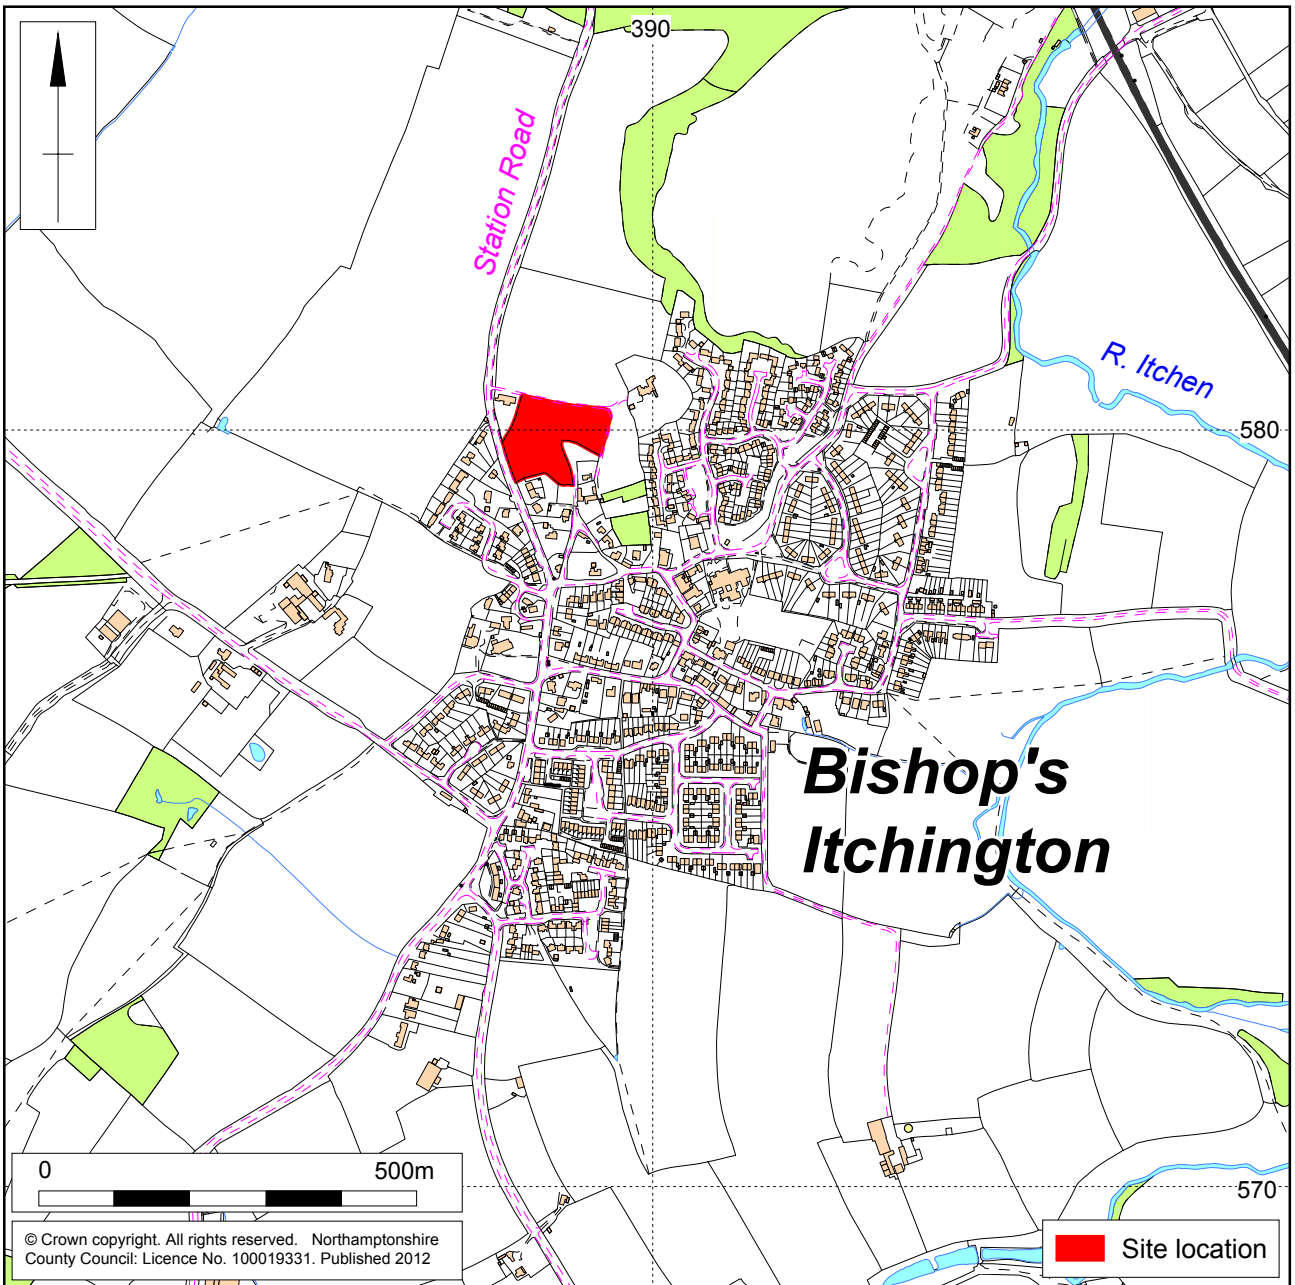 390
Station Road
R. Itchen
580
Bishop's
Itchington
0 500m
570
© Crown copyright. All rights reserved. Northamptonshire
County Council: Licence No. 100019331. Published 2012
Site location